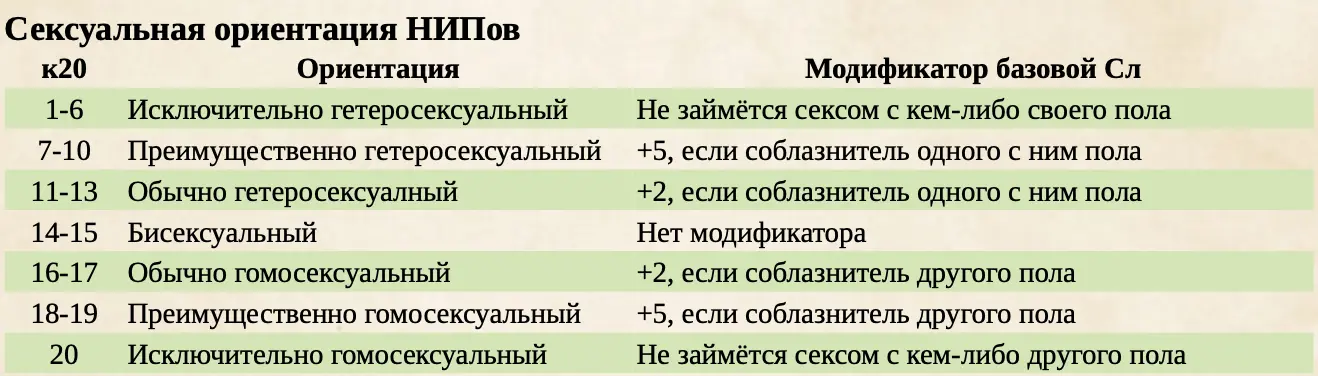 Сексуальная ориентация НИПов
к20 Ориентация Модификатор базовой Сл
1-6 Исключительно гетеросексуальный Не займётся сексом с кем-либо своего пола
7-10 Преимущественно гетеросексуальный +5, если соблазнитель одного с ним пола
11-13 Обычно гетеросексуалный +2, если соблазнитель одного с ним пола
14-15 Бисексуальный Нет модификатора
16-17 Обычно гомосексуальный +2, если соблазнитель другого пола
18-19 Преимущественно гомосексуальный +5, если соблазнитель другого пола
20 Исключительно гомосексуальный Не займётся сексом с кем-либо другого пола